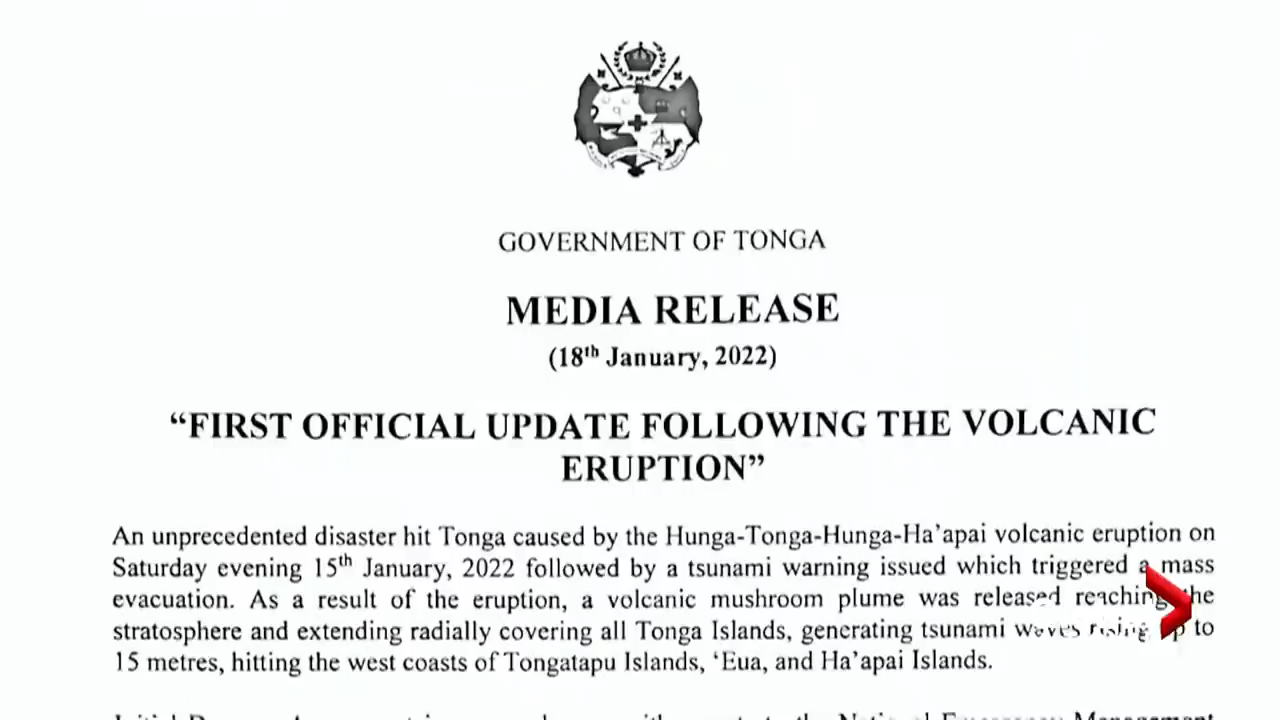 GOVERNMENT OF TONGA
MEDIA RELEASE
(18th January, 2022)
“FIRST OFFICIAL UPDATE FOLLOWING THE VOLCANIC
ERUPTION”
An unprecedented disaster hit Tonga caused by the Hunga-Tonga-Hunga-Ha’apai volcanic eruption on
Saturday evening 15th January, 2022 followed by a tsunami warning issued which triggered a mass
evacuation. As a result of the eruption, a volcanic mushroom plume was released reaching the
stratosphere and extending radially covering all Tonga Islands, generating tsunami waves rising up to
15 metres, hitting the west coasts of Tongatapu Islands, ‘Eua, and Ha’apai Islands.